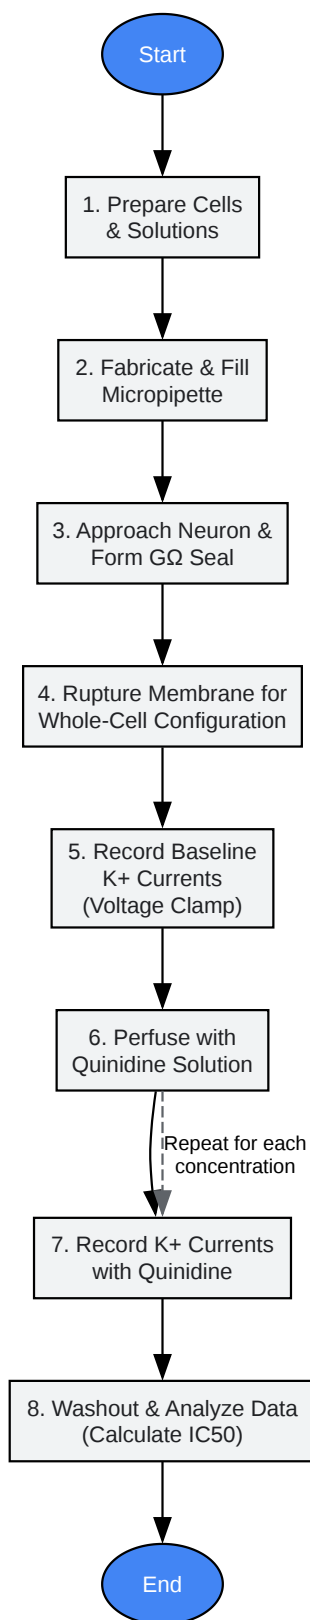 Start
1. Prepare Cells
& Solutions
2. Fabricate & Fill
Micropipette
3. Approach Neuron &
Form GΩ Seal
4. Rupture Membrane for
Whole-Cell Configuration
5. Record Baseline
K+ Currents
(Voltage Clamp)
6. Perfuse with
Quinidine Solution
Repeat for each
concentration
7. Record K+ Currents
with Quinidine
8. Washout & Analyze Data
(Calculate IC50)
End